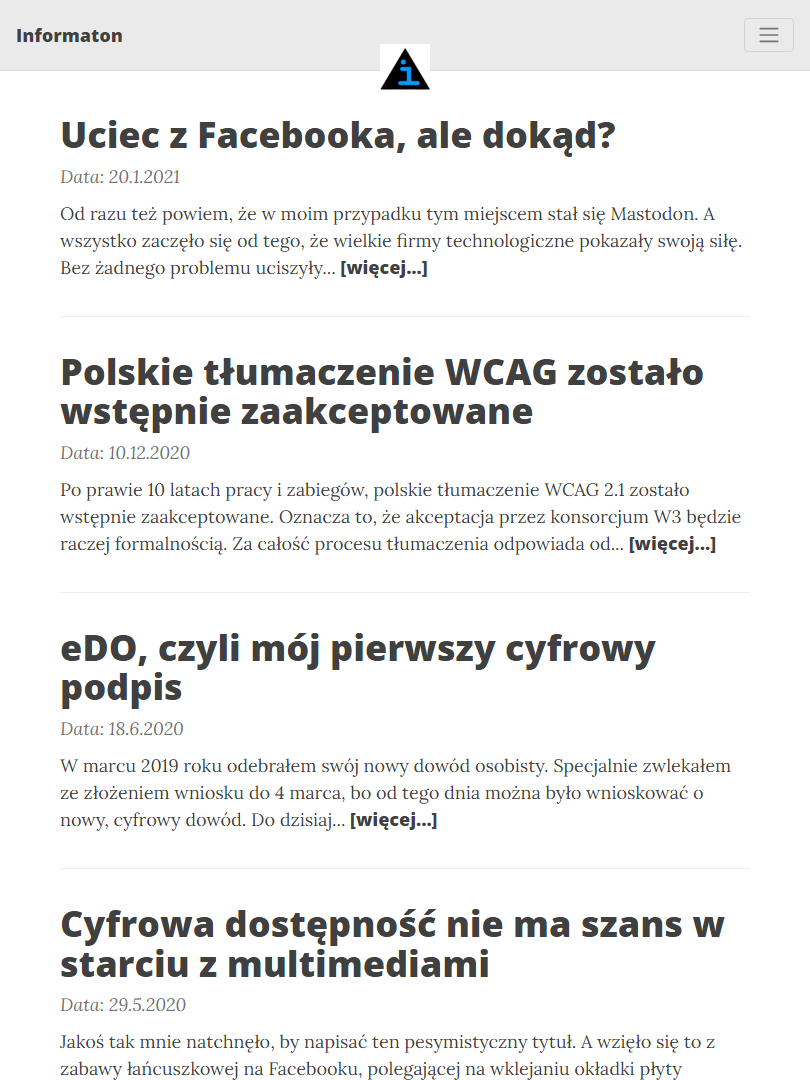 Informaton
i
Uciec z Facebooka, ale dokąd?
Data: 20.1.2021
Od razu też powiem, że w moim przypadku tym miejscem stał się Mastodon. A
wszystko zaczęło się od tego, że wielkie firmy technologiczne pokazały swoją siłę.
Bez żadnego problemu uciszyły... [więcej...]
Polskie tłumaczenie WCAG zostało
wstępnie zaakceptowane
Data: 10.12.2020
Po prawie 10 latach pracy i zabiegów, polskie tłumaczenie WCAG 2.1 zostało
wstępnie zaakceptowane. Oznacza to, że akceptacja przez konsorcjum W3 będzie
raczej formalnością. Za całość procesu tłumaczenia odpowiada od... [więcej...]
eDO, czyli mój pierwszy cyfrowy
podpis
Data: 18.6.2020
W marcu 2019 roku odebrałem swój nowy dowód osobisty. Specjalnie zwlekałem
ze złożeniem wniosku do 4 marca, bo od tego dnia można było wnioskować o
nowy, cyfrowy dowód. Do dzisiaj... [więcej...]
Cyfrowa dostępność nie ma szans w
starciu z multimediami
Data: 29.5.2020
Jakoś tak mnie natchnęło, by napisać ten pesymistyczny tytuł. A wzięło się to z
zabawy łańcuszkowej na Facebooku, polegającej na wklejaniu okładki płyty